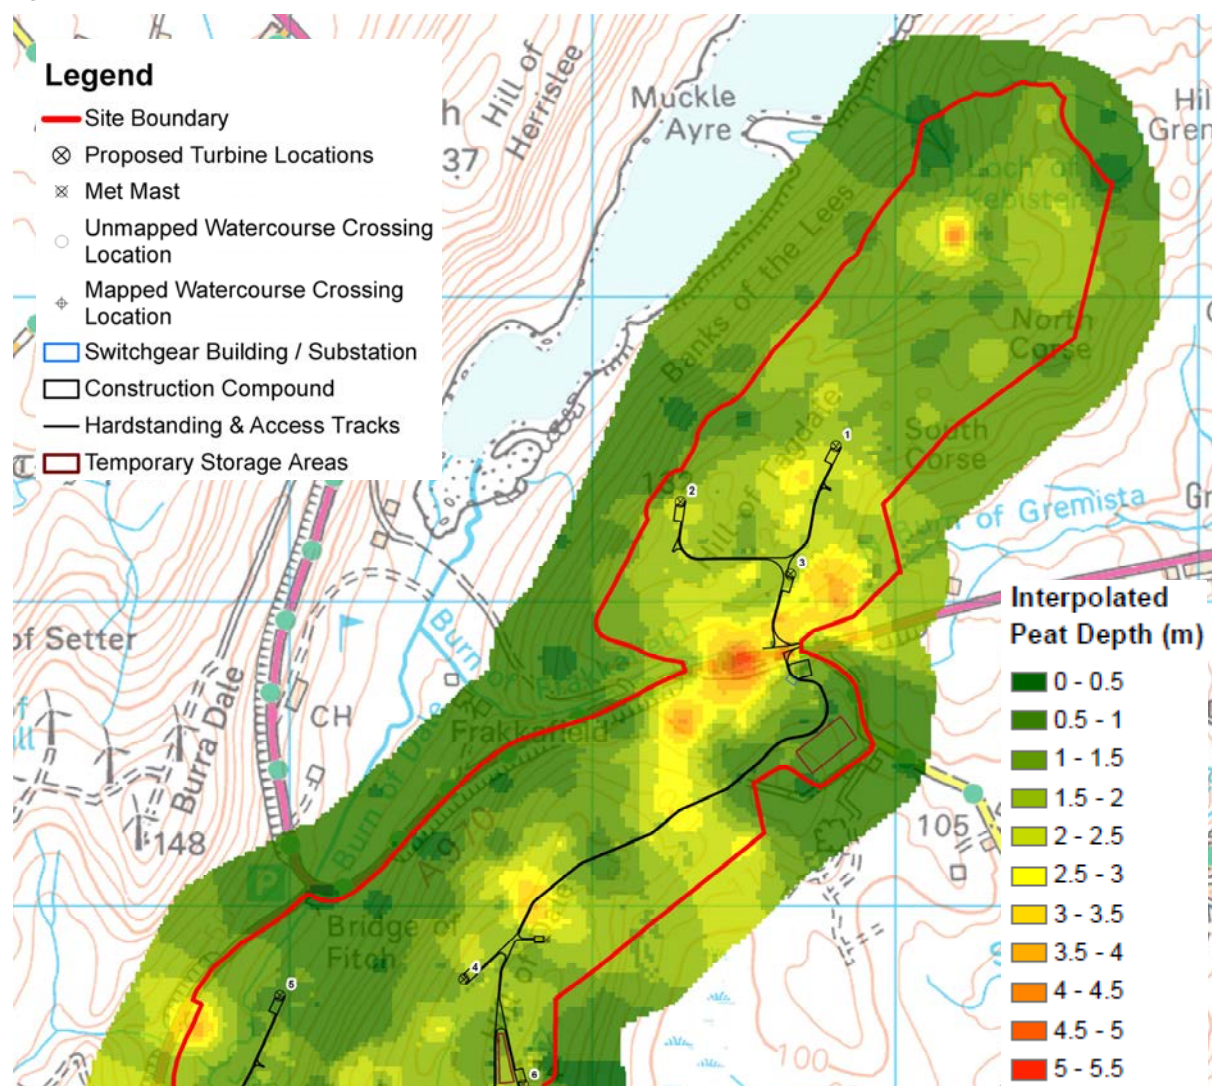 Legend
Site Boundary
Proposed Turbine Locations
Met Mast
Unmapped Watercourse Crossing
Location
Mapped Watercourse Crossing
Location
Switchgear Building / Substation
Construction Compound
Hardstanding & Access Tracks
Temporary Storage Areas
Hill of
Herrislee
37
Muckle
Ayre
Loch of
Kebister
Banks of the Lees
North
Corse
South
Corse
Hill of Tagdale
1
2
3
Burn of Gremista
of Setter
Burra Dale
CH
148
Frakkafield
A970
P
Bridge of
Fitch
4
5
6
105
100
Interpolated
Peat Depth (m)
0 - 0.5
0.5 - 1
1 - 1.5
1.5 - 2
2 - 2.5
2.5 - 3
3 - 3.5
3.5 - 4
4 - 4.5
4.5 - 5
5 - 5.5